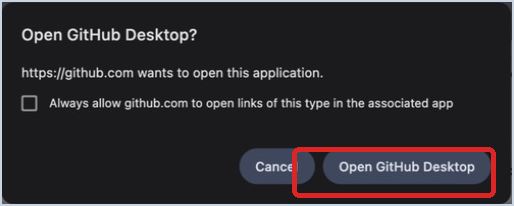 Open GitHub Desktop?
https://github.com wants to open this application.
Always allow github.com to open links of this type in the associated app
Cancel
Open GitHub Desktop